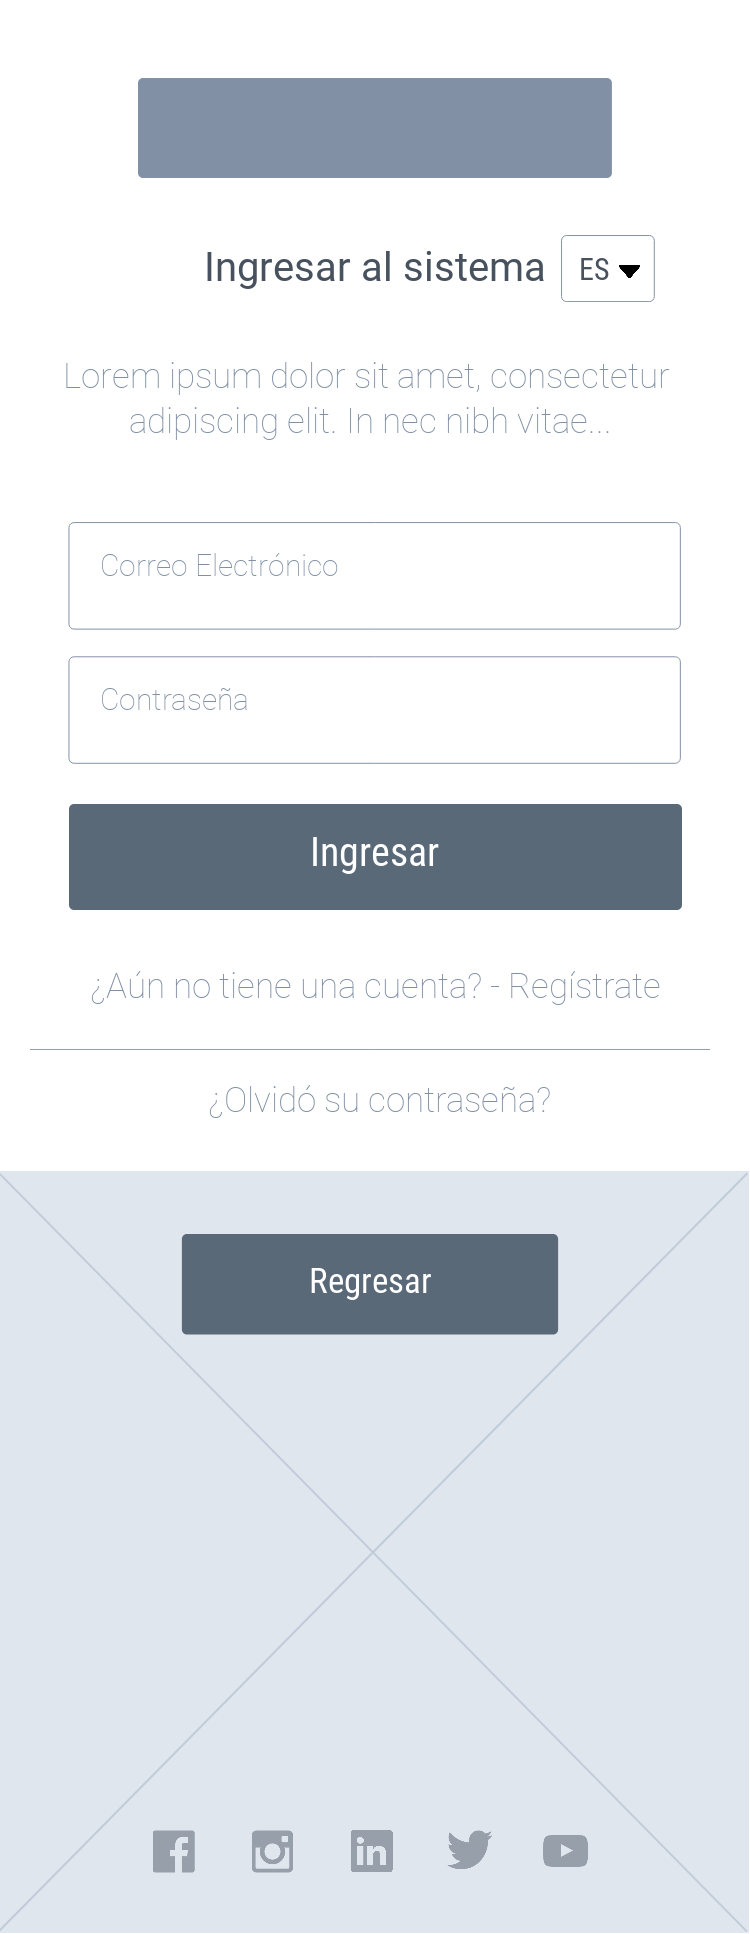 Ingresar al sistema ES
Lorem ipsum dolor sit amet, consectetur
adipiscing elit. In nec nibh vitae...
Correo Electrónico
Contraseña
Ingresar
¿Aún no tiene una cuenta? - Regístrate
¿Olvidó su contraseña?
Regresar